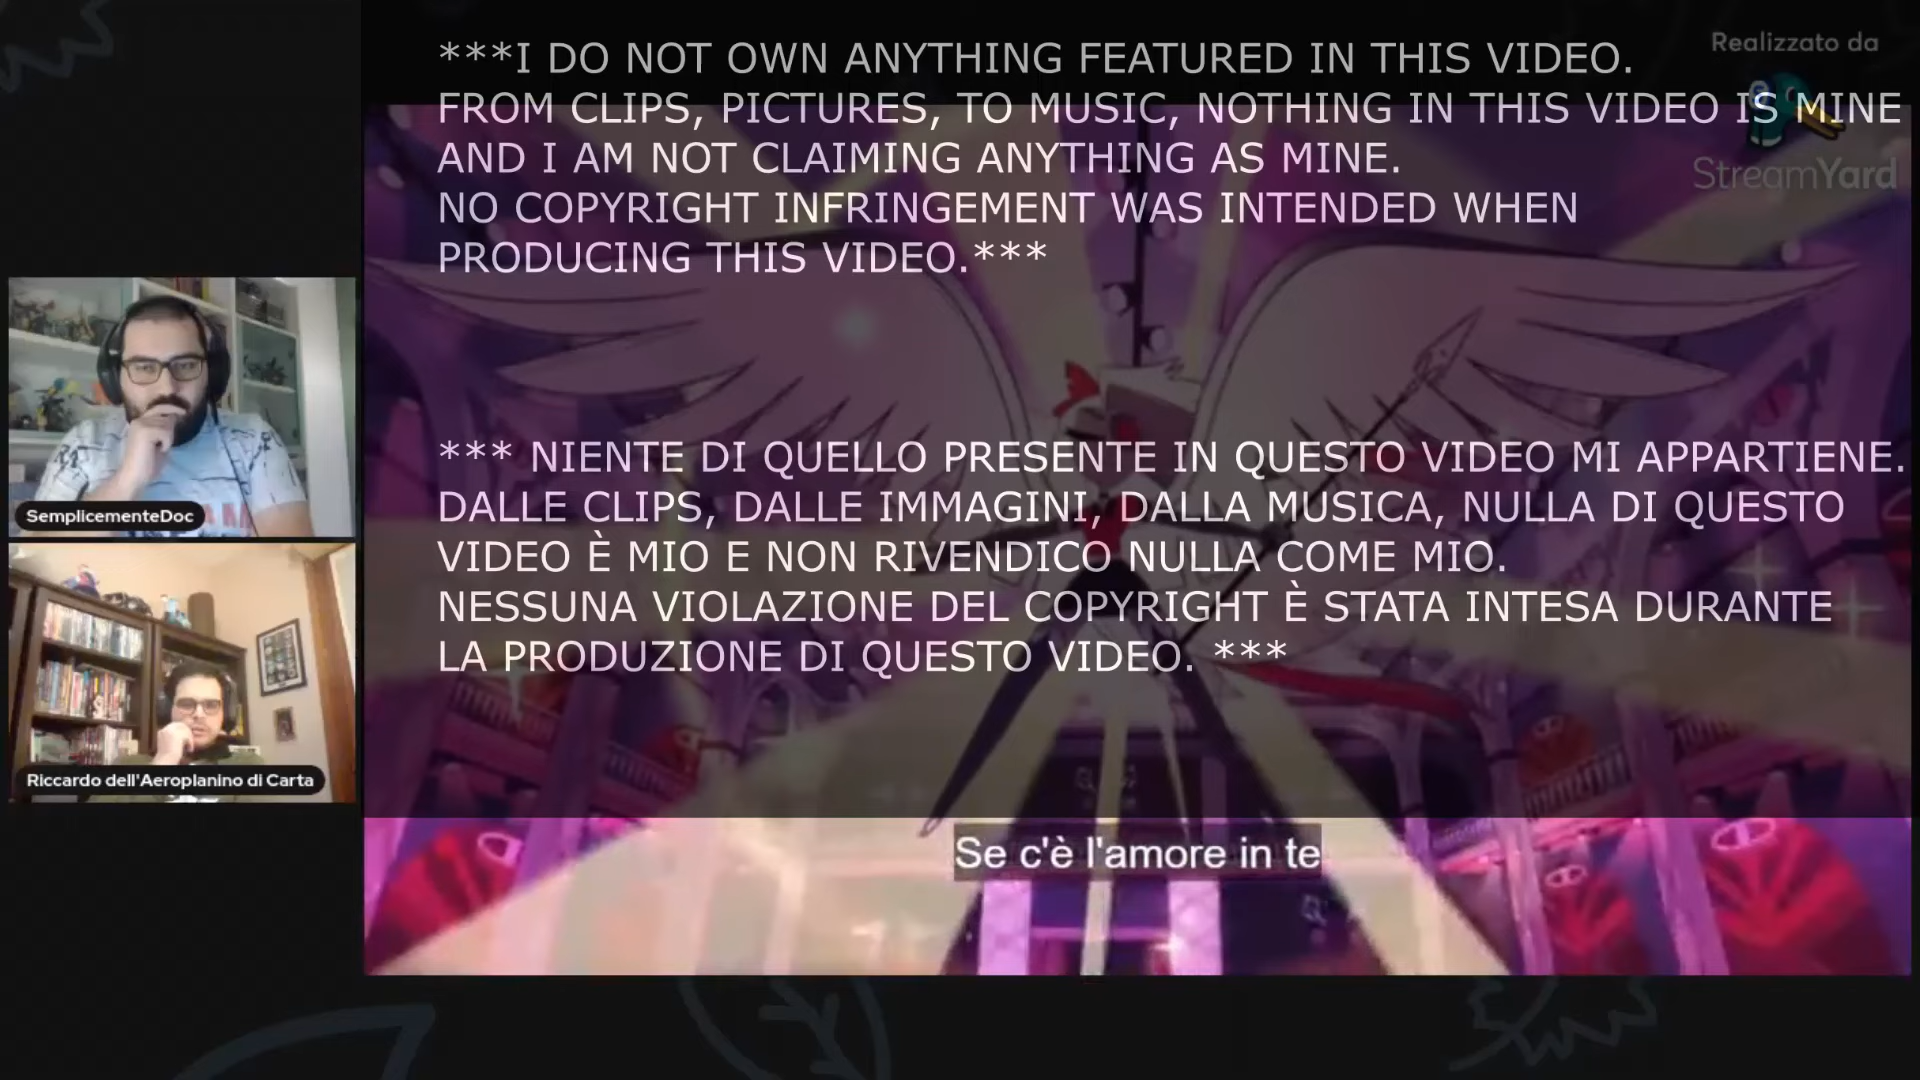 ***I DO NOT OWN ANYTHING FEATURED IN THIS VIDEO.
FROM CLIPS, PICTURES, TO MUSIC, NOTHING IN THIS VIDEO IS MINE
AND I AM NOT CLAIMING ANYTHING AS MINE.
NO COPYRIGHT INFRINGEMENT WAS INTENDED WHEN
PRODUCING THIS VIDEO.***
Realizzato da
StreamYard
*** NIENTE DI QUELLO PRESENTE IN QUESTO VIDEO MI APPARTIENE.
DALLE CLIPS, DALLE IMMAGINI, DALLA MUSICA, NULLA DI QUESTO
VIDEO È MIO E NON RIVENDICO NULLA COME MIO.
NESSUNA VIOLAZIONE DEL COPYRIGHT È STATA INTESA DURANTE
LA PRODUZIONE DI QUESTO VIDEO. ***
SemplicementeDoc
Riccardo dell'Aeroplanino di Carta
Se c'è l'amore in te